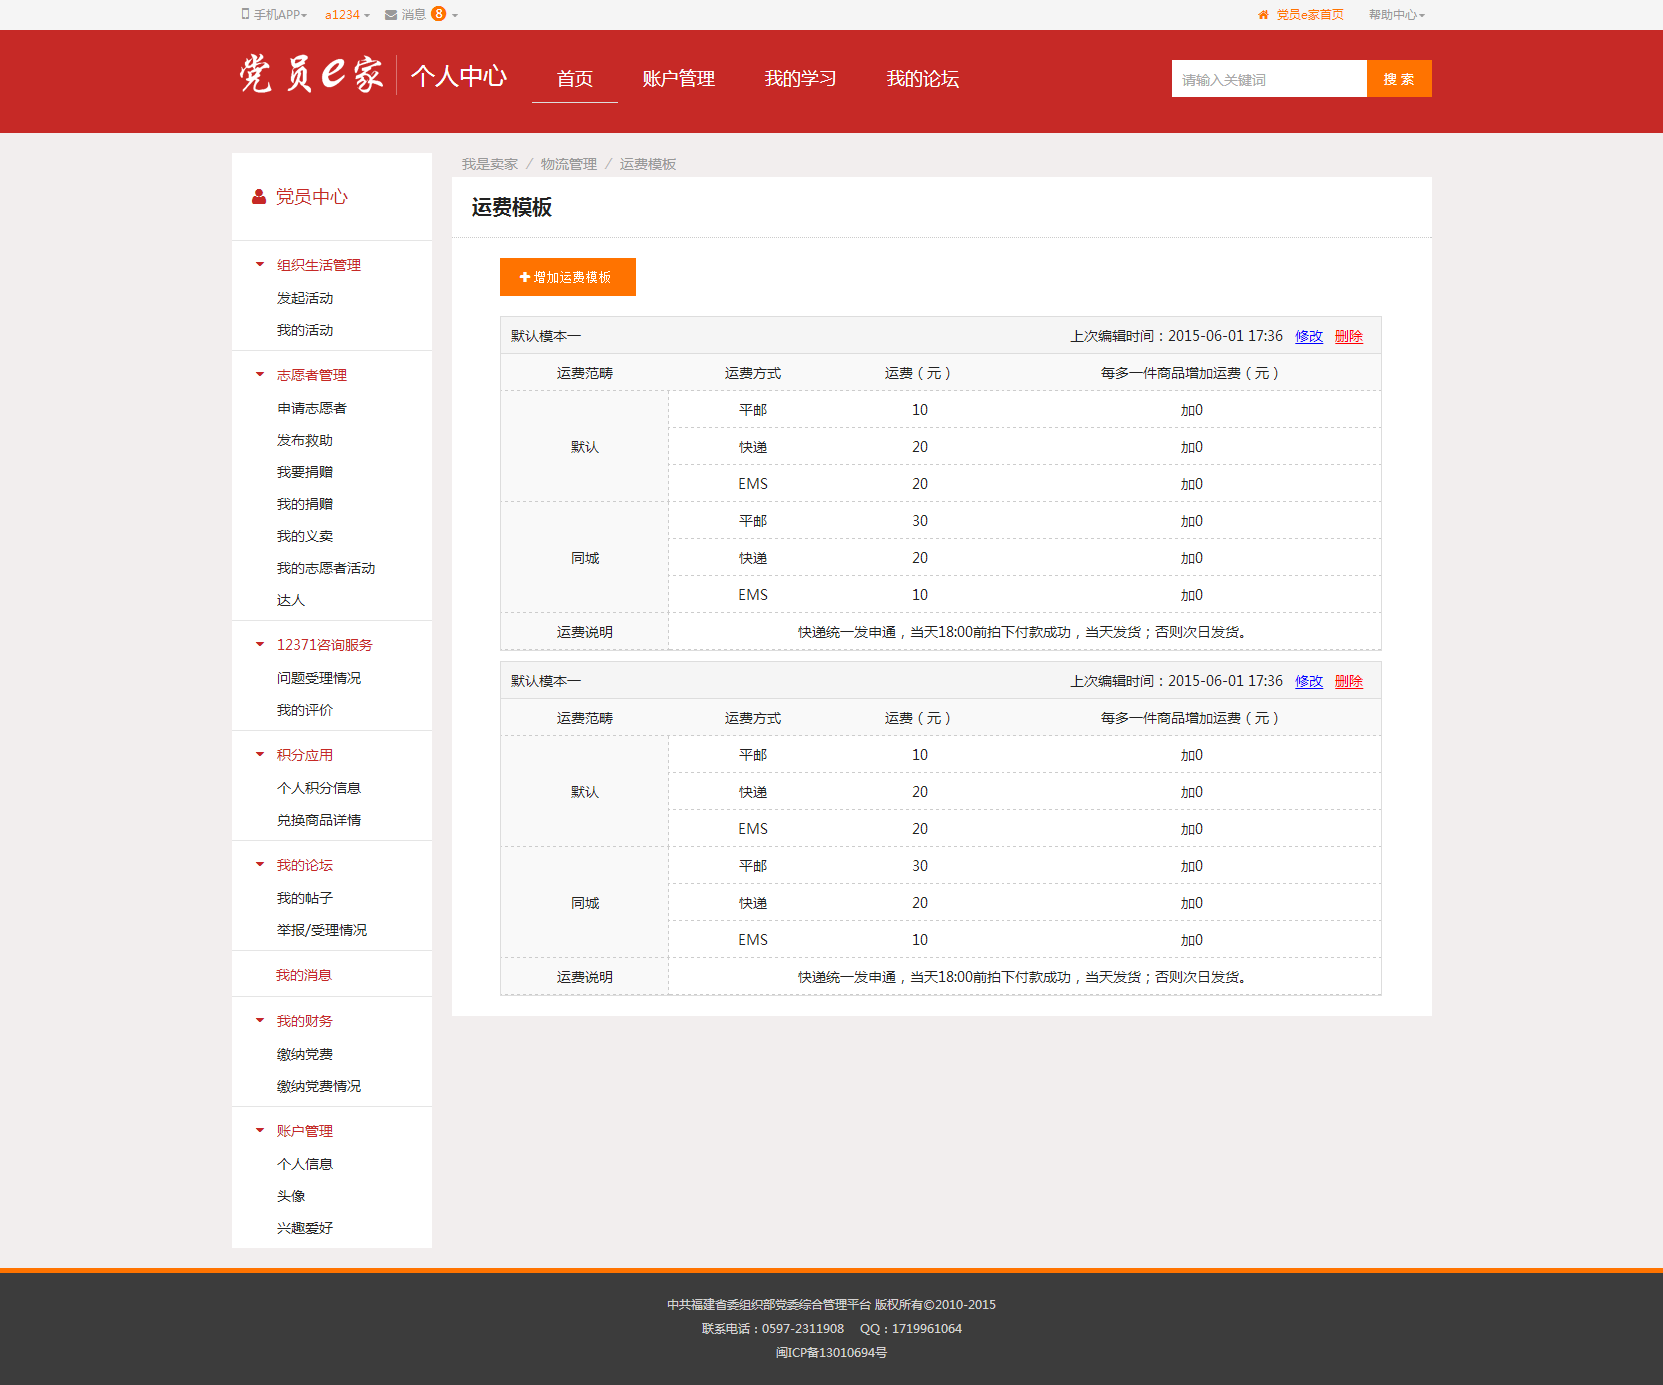 手机APP a1234 消息 8 党员e家首页 帮助中心
党员e家 个人中心 首页 账户管理 我的学习 我的论坛 请输入关键词 搜 索
我是卖家 / 物流管理 / 运费模板
党员中心
组织生活管理
发起活动
我的活动
志愿者管理
申请志愿者
发布救助
我要捐赠
我的捐赠
我的义卖
我的志愿者活动
达人
12371咨询服务
问题受理情况
我的评价
积分应用
个人积分信息
兑换商品详情
我的论坛
我的帖子
举报/受理情况
我的消息
我的财务
缴纳党费
缴纳党费情况
账户管理
个人信息
头像
兴趣爱好
运费模板
增加运费模板
默认模本一 上次编辑时间：2015-06-01 17:36 修改 删除
运费范畴 运费方式 运费（元） 每多一件商品增加运费（元）
默认
平邮 10 加0
快递 20 加0
EMS 20 加0
同城
平邮 30 加0
快递 20 加0
EMS 10 加0
运费说明 快递统一发申通，当天18:00前拍下付款成功，当天发货；否则次日发货。
默认模本一 上次编辑时间：2015-06-01 17:36 修改 删除
运费范畴 运费方式 运费（元） 每多一件商品增加运费（元）
默认
平邮 10 加0
快递 20 加0
EMS 20 加0
同城
平邮 30 加0
快递 20 加0
EMS 10 加0
运费说明 快递统一发申通，当天18:00前拍下付款成功，当天发货；否则次日发货。
中共福建省委组织部党委综合管理平台 版权所有©2010-2015
联系电话：0597-2311908 QQ：1719961064
闽ICP备13010694号